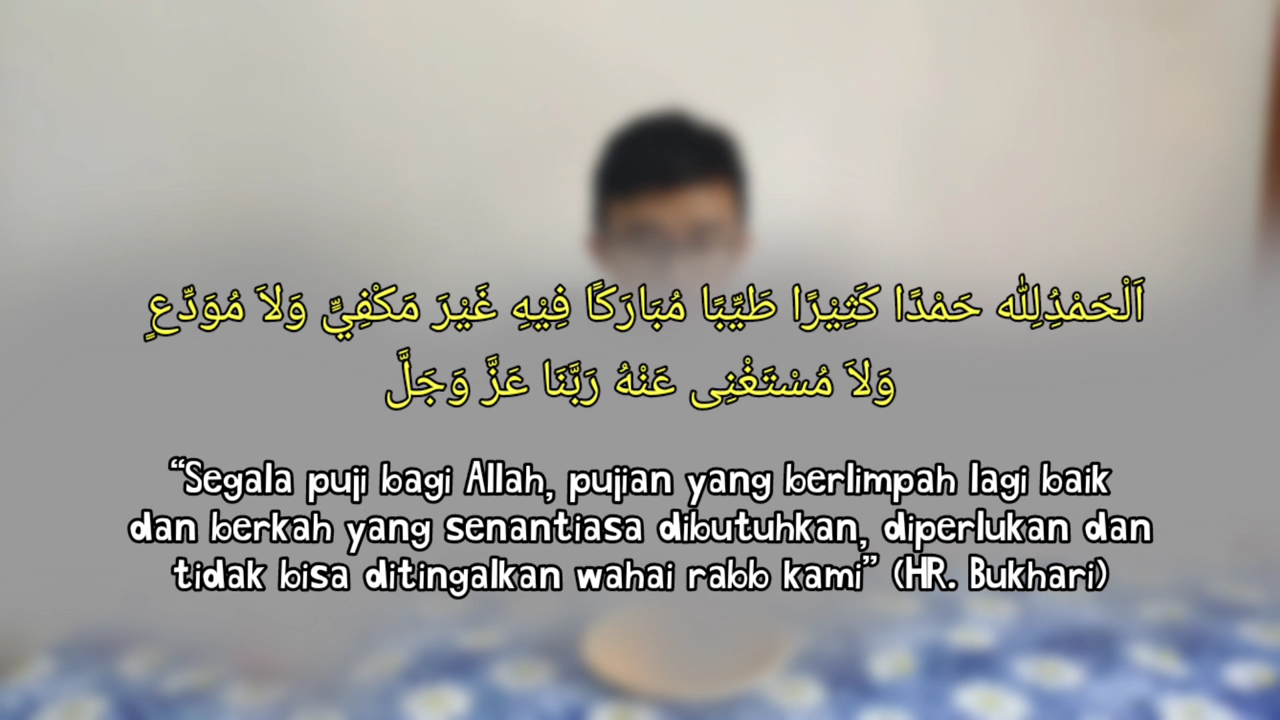 اَلْحَمْدُِلِلّٰه حَمْدًا كَثِيْرًا طَيِّبًا مُبَارَكًا فِيْهِ غَيْرَ مَكْفِيٍّ وَلاَ مُوَدِّعٍ
وَلاَ مُسْتَغْنِى عَنْهُ رَبَّنَا عَزَّ وَجَلَّ
“Segala puji bagi Allah, pujian yang berlimpah lagi baik
dan berkah yang senantiasa dibutuhkan, diperlukan dan
tidak bisa ditingalkan wahai rabb kami” (HR. Bukhari)